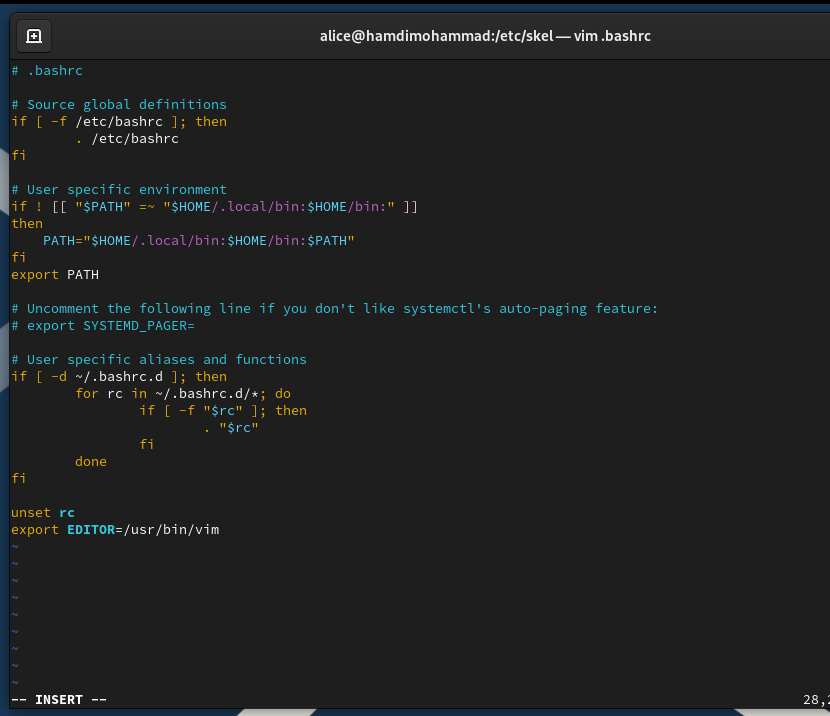 alice@hamdimohammad:/etc/skel — vim .bashrc
# .bashrc
# Source global definitions
if [ -f /etc/bashrc ]; then
        . /etc/bashrc
fi
# User specific environment
if ! [[ "$PATH" =~ "$HOME/.local/bin:$HOME/bin:" ]]
then
    PATH="$HOME/.local/bin:$HOME/bin:$PATH"
fi
export PATH
# Uncomment the following line if you don't like systemctl's auto-paging feature:
# export SYSTEMD_PAGER=
# User specific aliases and functions
if [ -d ~/.bashrc.d ]; then
        for rc in ~/.bashrc.d/*; do
                if [ -f "$rc" ]; then
                        . "$rc"
                fi
        done
fi
unset rc
export EDITOR=/usr/bin/vim
~
~
~
~
~
~
~
~
~
-- INSERT -- 28,